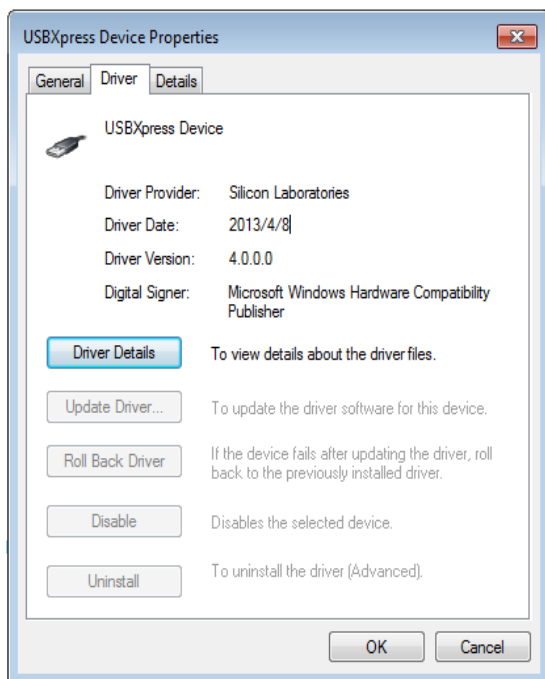 USBXpress Device Properties
General Driver Details
USBXpress Device
Driver Provider: Silicon Laboratories
Driver Date: 2013/4/8
Driver Version: 4.0.0.0
Digital Signer: Microsoft Windows Hardware Compatibility
Publisher
Driver Details To view details about the driver files.
Update Driver... To update the driver software for this device.
Roll Back Driver If the device fails after updating the driver, roll
back to the previously installed driver.
Disable Disables the selected device.
Uninstall To uninstall the driver (Advanced).
OK Cancel